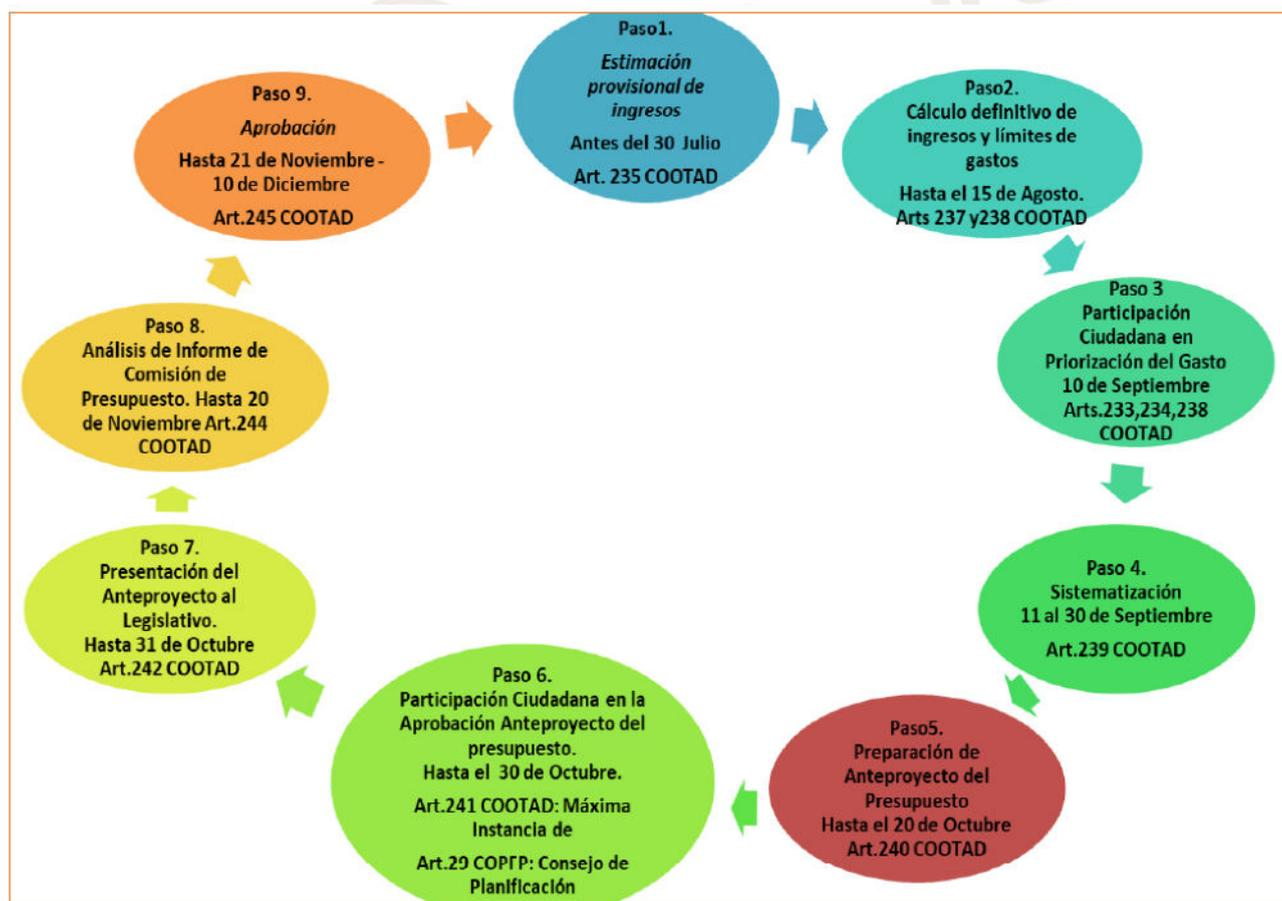 Paso1.
Estimación
provisional de
ingresos
Antes del 30 Julio
Art. 235 COOTAD
Paso2.
Cálculo definitivo de
ingresos y límites de
gastos
Hasta el 15 de Agosto.
Arts 237 y238 COOTAD
Paso 3
Participación
Ciudadana en
Priorización del Gasto
10 de Septiembre
Arts.233,234,238
COOTAD
Paso 4.
Sistematización
11 al 30 de Septiembre
Art.239 COOTAD
Paso5.
Preparación de
Anteproyecto del
Presupuesto
Hasta el 20 de Octubre
Art.240 COOTAD
Paso 6.
Participación Ciudadana en la
Aprobación Anteproyecto del
presupuesto.
Hasta el 30 de Octubre.
Art.241 COOTAD: Máxima
Instancia de
Art.29 COPFP: Consejo de
Planificación
Paso 7.
Presentación del
Anteproyecto al
Legislativo.
Hasta 31 de Octubre
Art.242 COOTAD
Paso 8.
Análisis de Informe de
Comisión de
Presupuesto. Hasta 20
de Noviembre Art.244
COOTAD
Paso 9.
Aprobación
Hasta 21 de Noviembre -
10 de Diciembre
Art.245 COOTAD